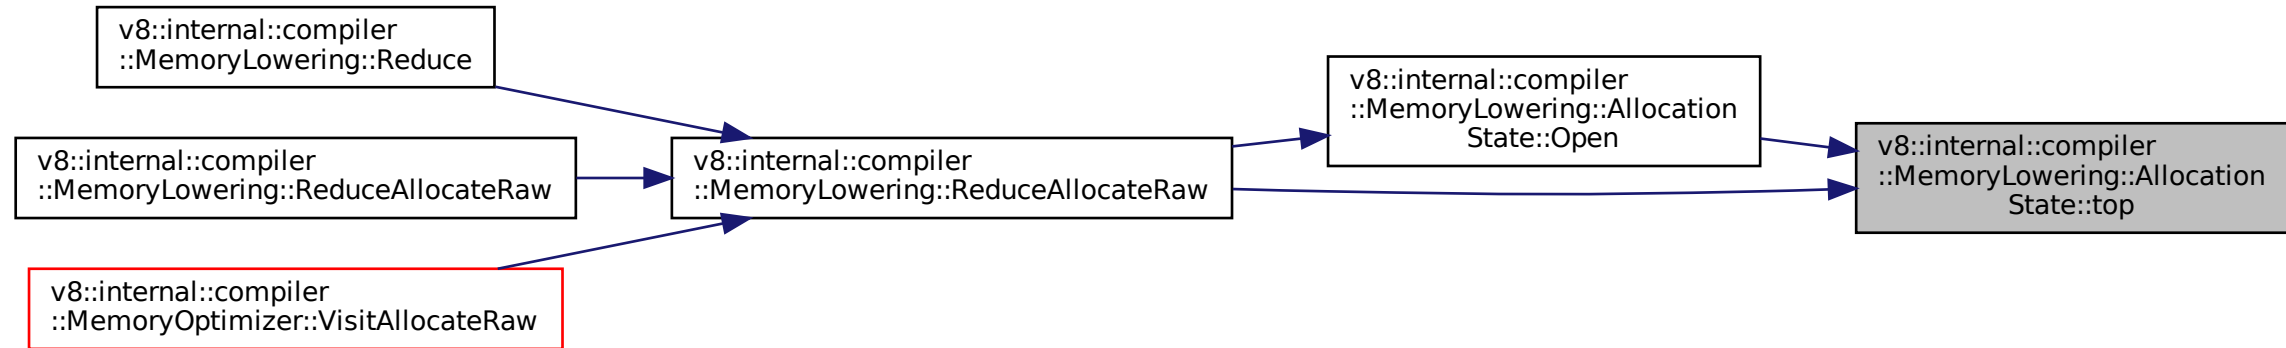 v8::internal::compiler
::MemoryLowering::Reduce
v8::internal::compiler
::MemoryLowering::ReduceAllocateRaw
v8::internal::compiler
::MemoryOptimizer::VisitAllocateRaw
v8::internal::compiler
::MemoryLowering::ReduceAllocateRaw
v8::internal::compiler
::MemoryLowering::Allocation
State::Open
v8::internal::compiler
::MemoryLowering::Allocation
State::top